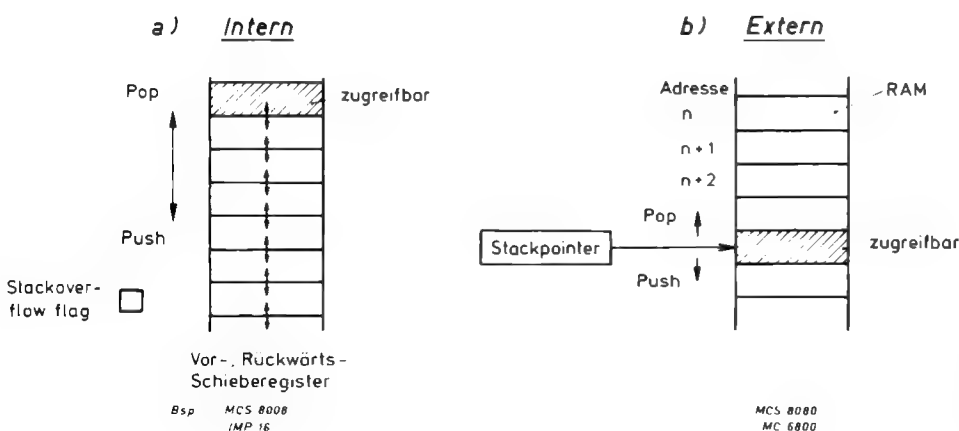 a) Intern
Pop
zugreifbar
Push
Stackover-
flow flag
Vor-, Rückwärts-
Schieberegister
Bsp MCS 8008
IMP 16
b) Extern
Adresse
RAM
n
n + 1
n + 2
Pop
Stackpointer
zugreifbar
Push
MCS 8080
MC 6800